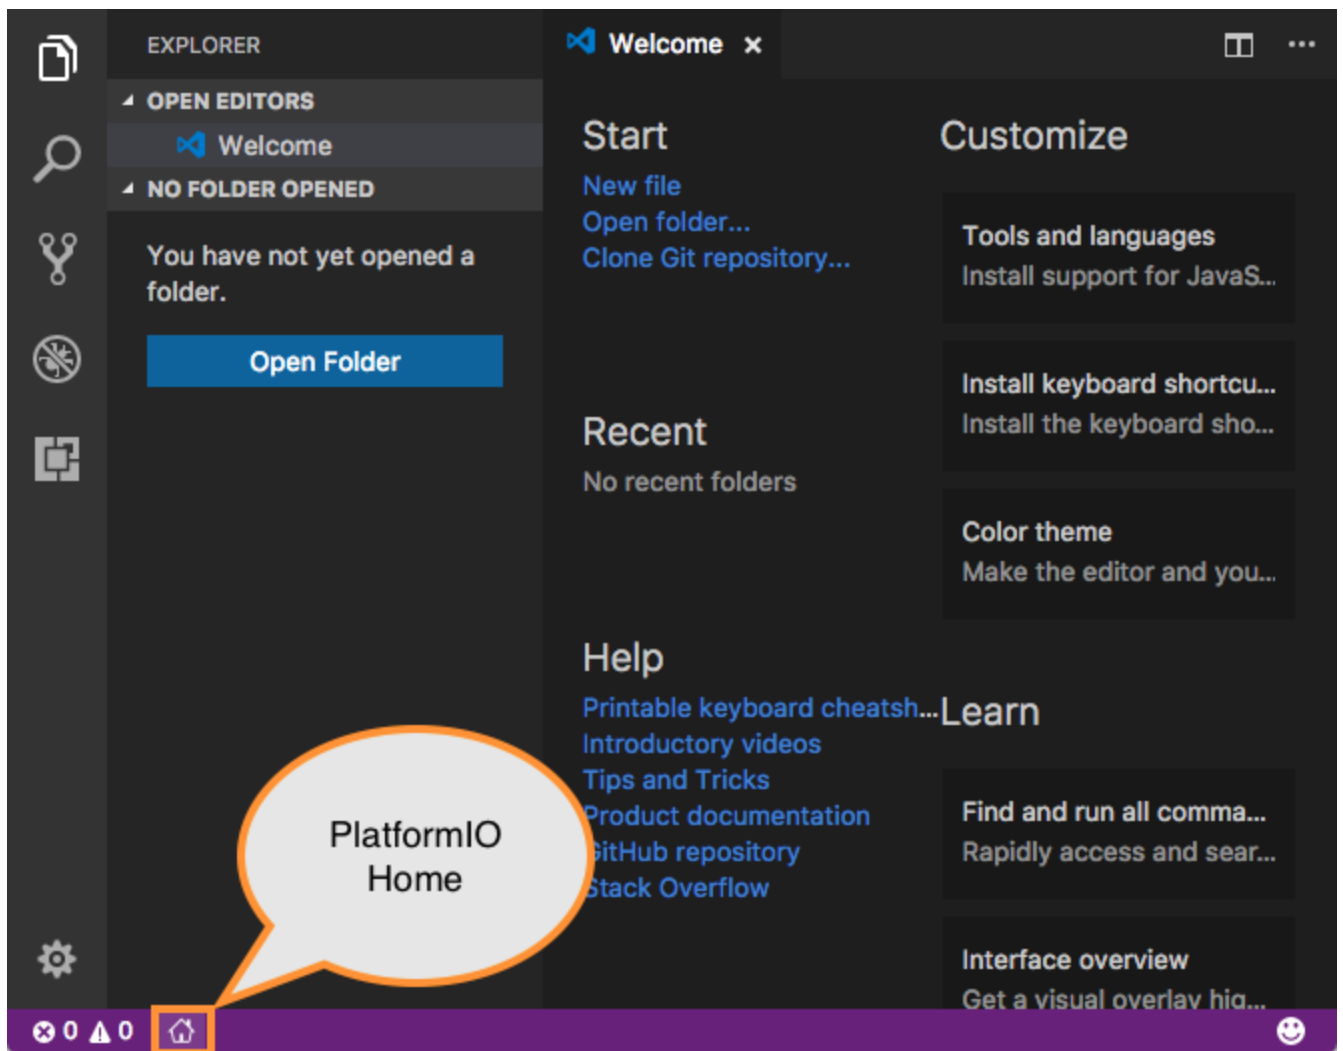 EXPLORER
OPEN EDITORS
Welcome
NO FOLDER OPENED
You have not yet opened a
folder.
Open Folder
Welcome
Start
New file
Open folder...
Clone Git repository...
Recent
No recent folders
Help
Printable keyboard cheatsh...
Introductory videos
Tips and Tricks
Product documentation
GitHub repository
Stack Overflow
Customize
Tools and languages
Install support for JavaS...
Install keyboard shortcu...
Install the keyboard sho...
Color theme
Make the editor and you...
Learn
Find and run all comma...
Rapidly access and sear...
Interface overview
Get a visual overlay hig...
PlatformIO
Home
0 0